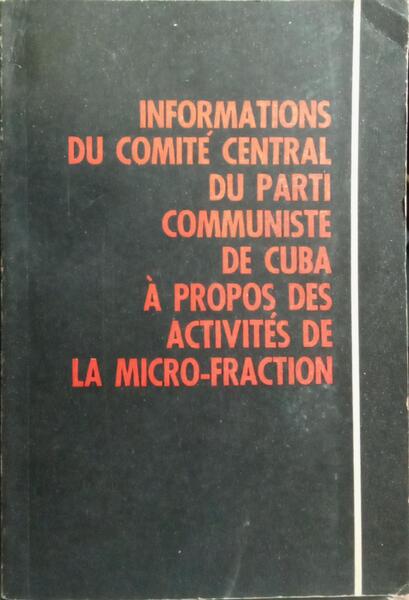 INFORMATIONS
DU COMITÉ CENTRAL
DU PARTI
COMMUNISTE
DE CUBA
À PROPOS DES
ACTIVITÉS DE
LA MICRO-FRACTION